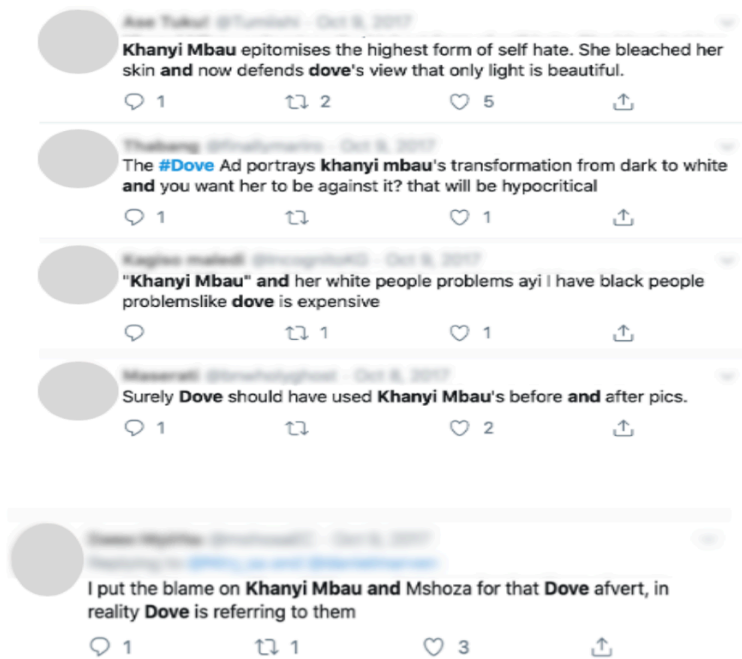 Khanyi Mbau epitomises the highest form of self hate. She bleached her
skin and now defends dove's view that only light is beautiful.
1 2 5
The #Dove Ad portrays khanyi mbau's transformation from dark to white
and you want her to be against it? that will be hypocritical
1 1
"Khanyi Mbau" and her white people problems ayi I have black people
problemslike dove is expensive
1 1
Surely Dove should have used Khanyi Mbau's before and after pics.
1 2
I put the blame on Khanyi Mbau and Mshoza for that Dove afvert, in
reality Dove is referring to them
1 1 3